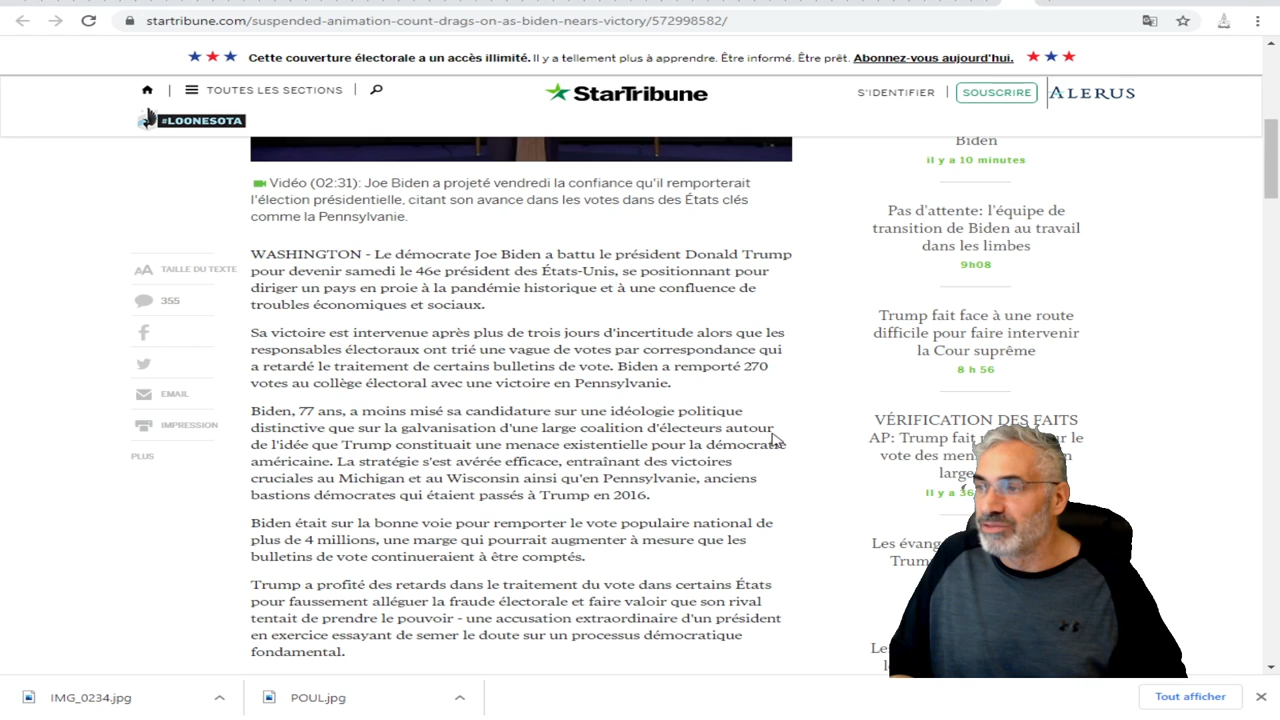 startribune.com/suspended-animation-count-drags-on-as-biden-nears-victory/572998582/
Cette couverture électorale a un accès illimité. Il y a tellement plus à apprendre. Être informé. Être prêt. Abonnez-vous aujourd'hui.
TOUTES LES SECTIONS
StarTribune
S'IDENTIFIER
SOUSCRIRE
ALERUS
#LOONESOTA
Vidéo (02:31): Joe Biden a projeté vendredi la confiance qu'il remporterait
l'élection présidentielle, citant son avance dans les votes dans des États clés
comme la Pennsylvanie.
TAILLE DU TEXTE
355
EMAIL
IMPRESSION
PLUS
WASHINGTON - Le démocrate Joe Biden a battu le président Donald Trump
pour devenir samedi le 46e président des États-Unis, se positionnant pour
diriger un pays en proie à la pandémie historique et à une confluence de
troubles économiques et sociaux.
Sa victoire est intervenue après plus de trois jours d'incertitude alors que les
responsables électoraux ont trié une vague de votes par correspondance qui
a retardé le traitement de certains bulletins de vote. Biden a remporté 270
votes au collège électoral avec une victoire en Pennsylvanie.
Biden, 77 ans, a moins misé sa candidature sur une idéologie politique
distinctive que sur la galvanisation d'une large coalition d'électeurs autour
de l'idée que Trump constituait une menace existentielle pour la démocratie
américaine. La stratégie s'est avérée efficace, entraînant des victoires
cruciales au Michigan et au Wisconsin ainsi qu'en Pennsylvanie, anciens
bastions démocrates qui étaient passés à Trump en 2016.
Biden était sur la bonne voie pour remporter le vote populaire national de
plus de 4 millions, une marge qui pourrait augmenter à mesure que les
bulletins de vote continueraient à être comptés.
Trump a profité des retards dans le traitement du vote dans certains États
pour faussement alléguer la fraude électorale et faire valoir que son rival
tentait de prendre le pouvoir - une accusation extraordinaire d'un président
en exercice essayant de semer le doute sur un processus démocratique
fondamental.
Biden
il y a 10 minutes
Pas d'attente: l'équipe de
transition de Biden au travail
dans les limbes
9h08
Trump fait face à une route
difficile pour faire intervenir
la Cour suprême
8 h 56
VÉRIFICATION DES FAITS
AP: Trump fait le
vote des
Il y a 36
Les
IMG_0234.jpg
POUL.jpg
Tout afficher